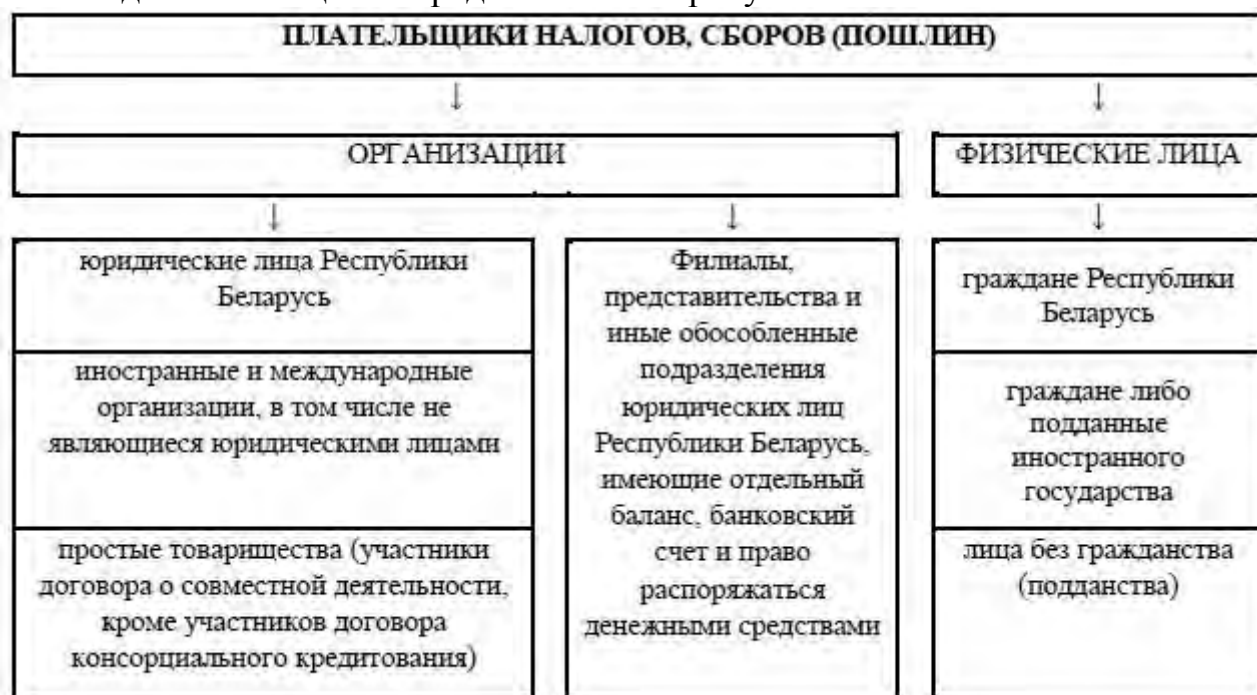 ПЛАТЕЛЬЩИКИ НАЛОГОВ, СБОРОВ (ПОШЛИН)
↓
↓
ОРГАНИЗАЦИИ
ФИЗИЧЕСКИЕ ЛИЦА
↓
↓
↓
юридические лица Республики
Беларусь
иностранные и международные
организации, в том числе не
являющиеся юридическими лицами
простые товарищества (участники
договора о совместной деятельности,
кроме участников договора
консорциального кредитования)
Филиалы,
представительства и
иные обособленные
подразделения
юридических лиц
Республики Беларусь,
имеющие отдельный
баланс, банковский
счет и право
распоряжаться
денежными средствами
граждане Республики
Беларусь
граждане либо
подданные
иностранного
государства
лица без гражданства
(подданства)